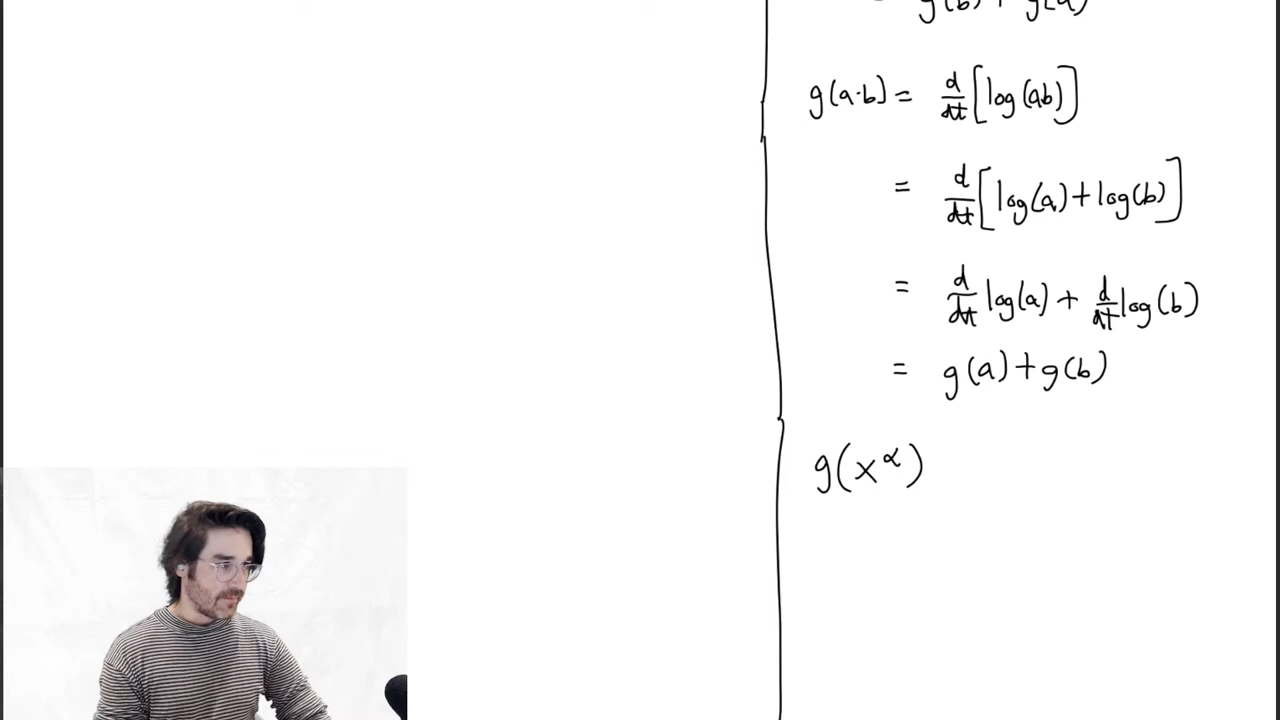 = g(b) + g(a)
g(a·b) = d/dt [log(ab)]
= d/dt [log(a) + log(b)]
= d/dt log(a) + d/dt log(b)
= g(a) + g(b)
g(x^α)